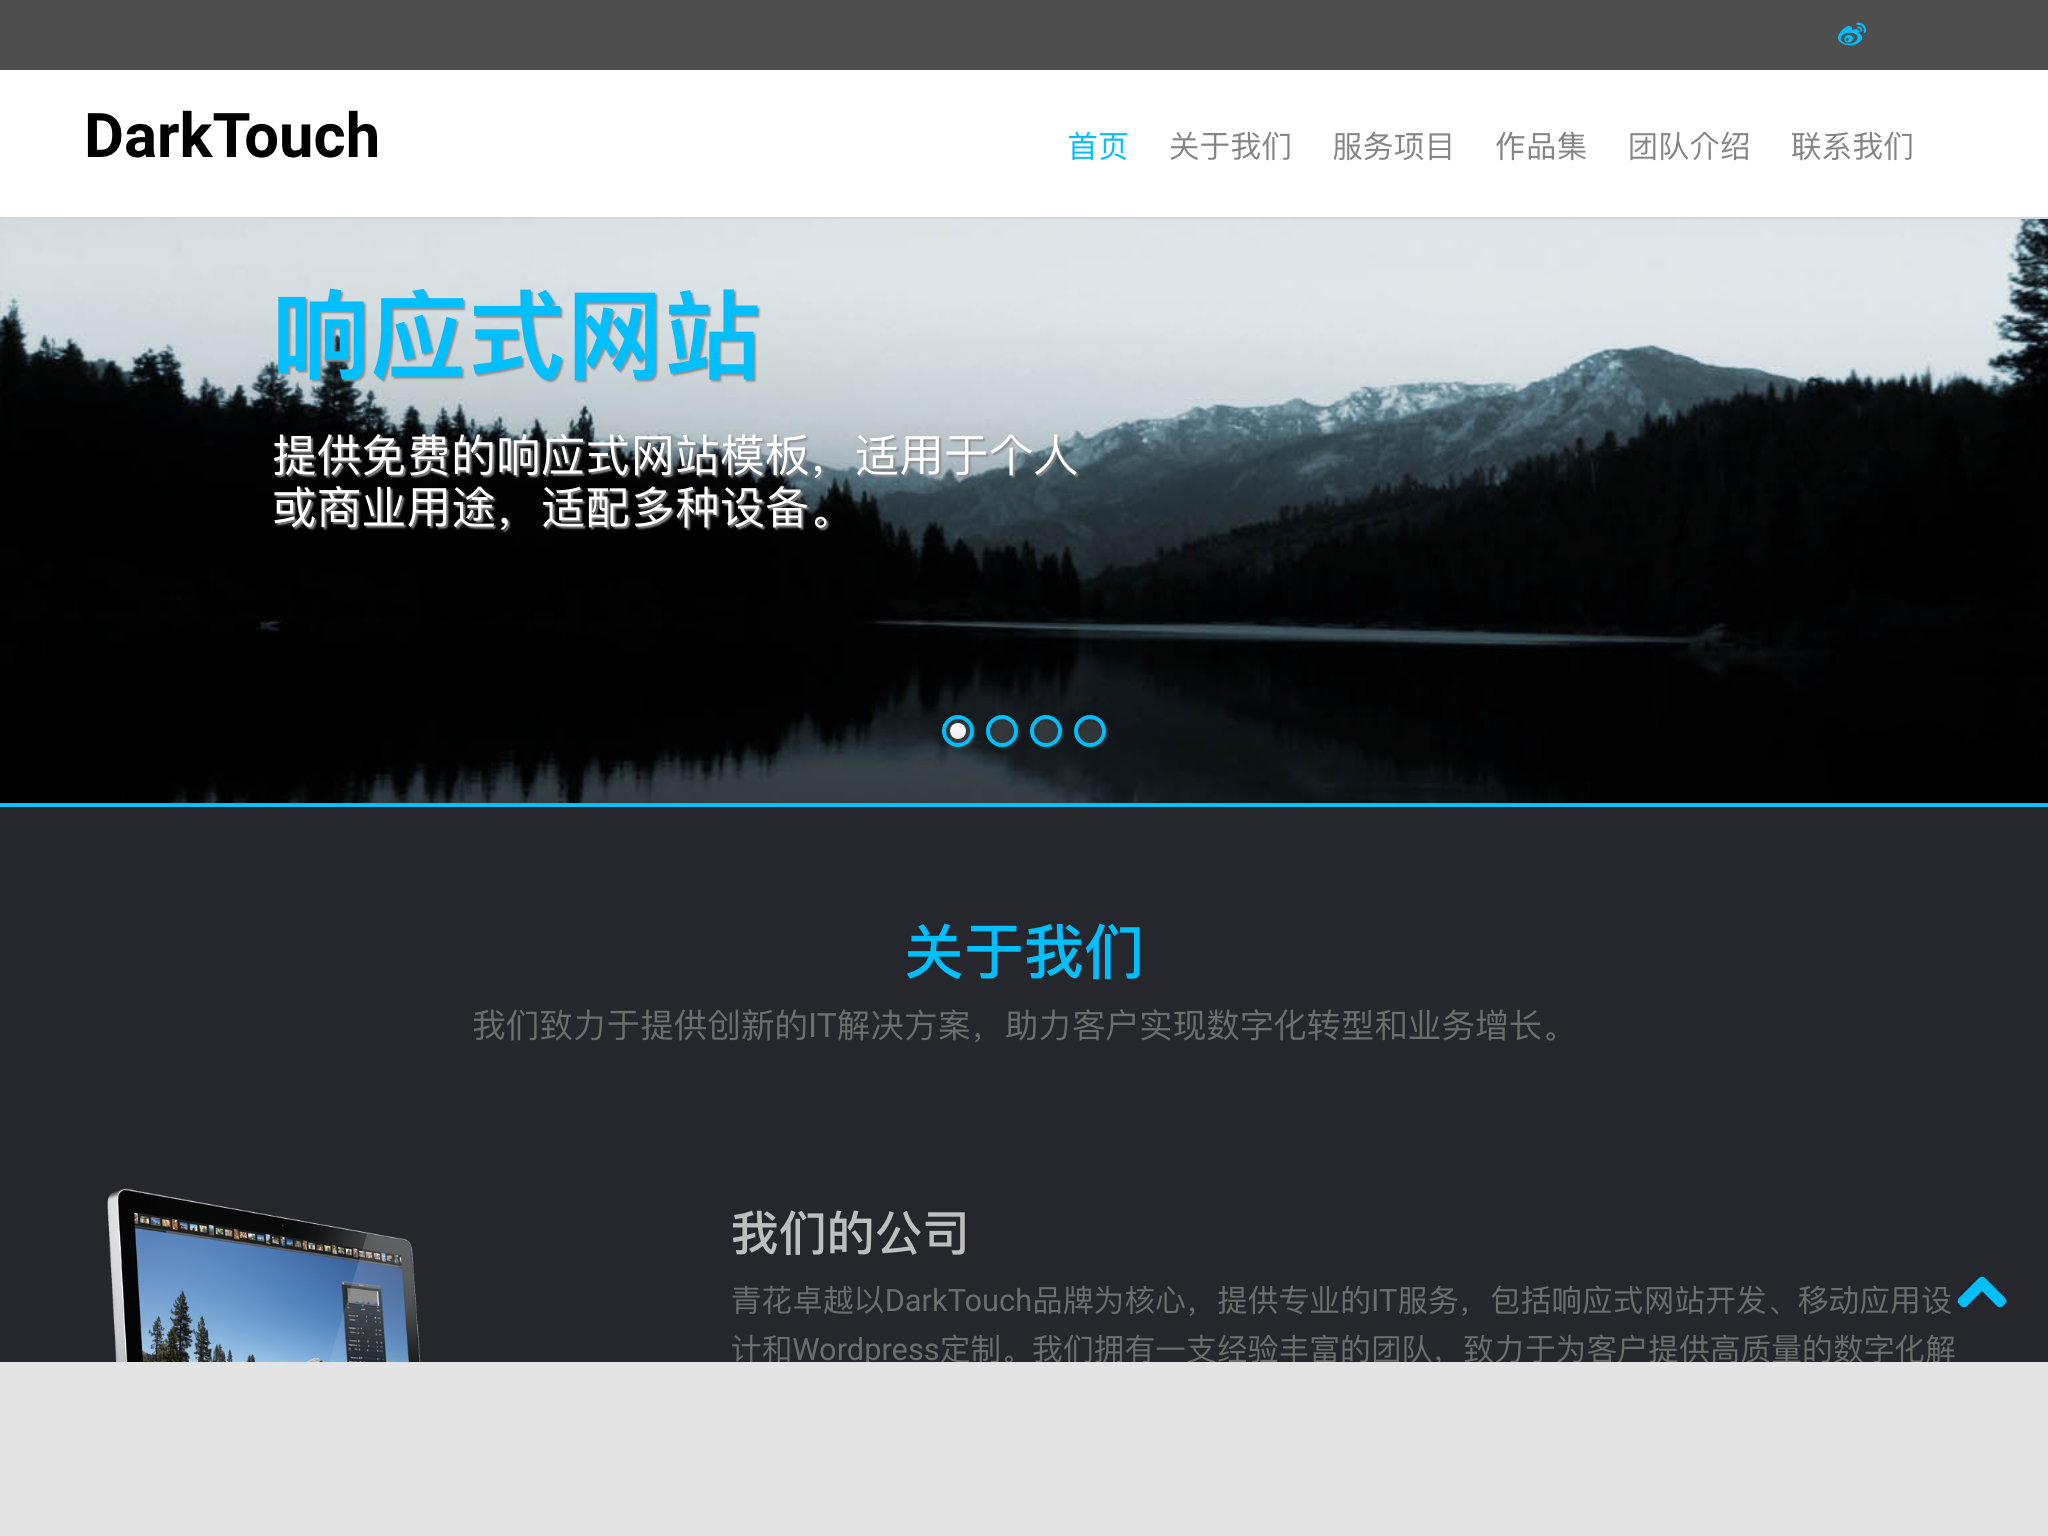 DarkTouch
首页 关于我们 服务项目 作品集 团队介绍 联系我们
响应式网站
提供免费的响应式网站模板，适用于个人
或商业用途，适配多种设备。
关于我们
我们致力于提供创新的IT解决方案，助力客户实现数字化转型和业务增长。
我们的公司
青花卓越以DarkTouch品牌为核心，提供专业的IT服务，包括响应式网站开发、移动应用设
计和Wordpress定制。我们拥有一支经验丰富的团队，致力于为客户提供高质量的数字化解